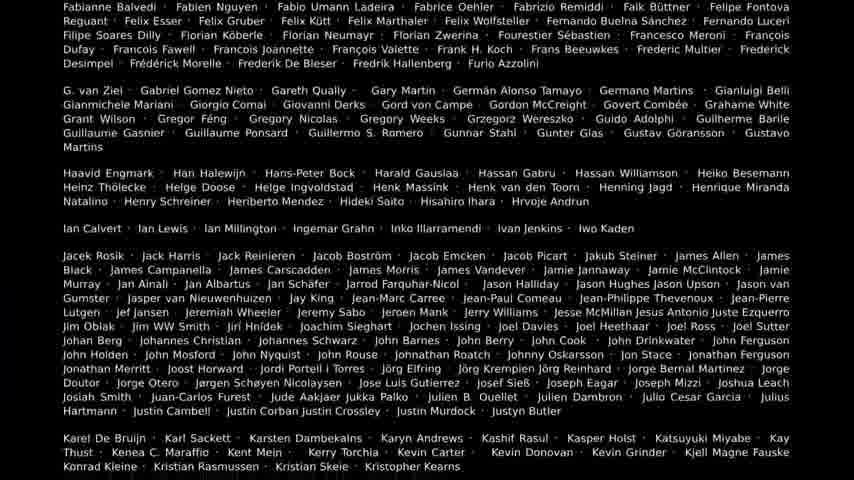 Fabianne Balvedi · Fabien Nguyen · Fabio Umann Ladeira · Fabrice Oehler · Fabrizio Remiddi · Falk Büttner · Felipe Fontova
Reguant · Felix Esser · Felix Gruber · Felix Kütt · Felix Marthaler · Felix Wolfsteller · Fernando Buelna Sánchez · Fernando Luceri
Filipe Soares Dilly · Florian Köberle · Florian Neumayr · Florian Zwerina · Fourestier Sébastien · Francesco Meroni · François
Dufay · Francois Fawell · Francois Joannette · François Valette · Frank H. Koch · Frans Beeuwkes · Frederic Multier · Frederick
Desimpel · Frédérick Morelle · Frederik De Bleser · Fredrik Hallenberg · Furio Azzolini
G. van Ziel · Gabriel Gomez Nieto · Gareth Qually · Gary Martin · Germán Alonso Tamayo · Germano Martins · Gianluigi Belli
Gianmichele Mariani · Giorgio Comai · Giovanni Derks · Gord von Campe · Gordon McCreight · Govert Combée · Grahame White
Grant Wilson · Gregor Féng · Gregory Nicolas · Gregory Weeks · Grzegorz Wereszko · Guido Adolphi · Guilherme Barile
Guillaume Gasnier · Guillaume Ponsard · Guillermo S. Romero · Gunnar Stahl · Gunter Glas · Gustav Göransson · Gustavo
Martins
Haavid Engmark · Han Halewijn · Hans-Peter Bock · Harald Gauslaa · Hassan Gabru · Hassan Williamson · Heiko Besemann
Heinz Thölecke · Helge Doose · Helge Ingvoldstad · Henk Massink · Henk van den Toorn · Henning Jagd · Henrique Miranda
Natalino · Henry Schreiner · Heriberto Mendez · Hideki Saito · Hisahiro Ihara · Hrvoje Andrun
Ian Calvert · Ian Lewis · Ian Millington · Ingemar Grahn · Inko Illarramendi · Ivan Jenkins · Iwo Kaden
Jacek Rosik · Jack Harris · Jack Reinieren · Jacob Boström · Jacob Emcken · Jacob Picart · Jakub Steiner · James Allen · James
Black · James Campanella · James Carscadden · James Morris · James Vandever · Jamie Jannaway · Jamie McClintock · Jamie
Murray · Jan Ainali · Jan Albartus · Jan Schäfer · Jarrod Farquhar-Nicol · Jason Halliday · Jason Hughes Jason Upson · Jason van
Gumster · Jasper van Nieuwenhuizen · Jay King · Jean-Marc Carree · Jean-Paul Comeau · Jean-Philippe Thevenoux · Jean-Pierre
Lutgen · Jef Jansen · Jeremiah Wheeler · Jeremy Sabo · Jeroen Mank · Jerry Williams · Jesse McMillan Jesus Antonio Juste Ezquerro
Jim Oblak · Jim WW Smith · Jirí Hnídek · Joachim Sieghart · Jochen Issing · Joel Davies · Joel Heethaar · Joel Ross · Joel Sutter
Johan Berg · Johannes Christian · Johannes Schwarz · John Barnes · John Berry · John Cook · John Drinkwater · John Ferguson
John Holden · John Mosford · John Nyquist · John Rouse · Johnathan Roatch · Johnny Oskarsson · Jon Stace · Jonathan Ferguson
Jonathan Merritt · Joost Horward · Jordi Portell i Torres · Jörg Elfring · Jörg Krempien Jörg Reinhard · Jorge Bernal Martinez · Jorge
Doutor · Jorge Otero · Jørgen Schøyen Nicolaysen · Jose Luis Gutierrez · Josef Sieß · Joseph Eagar · Joseph Mizzi · Joshua Leach
Josiah Smith · Juan-Carlos Furest · Jude Aakjaer Jukka Palko · Julien B. Ouellet · Julien Dambron · Julio Cesar Garcia · Julius
Hartmann · Justin Cambell · Justin Corban Justin Crossley · Justin Murdock · Justyn Butler
Karel De Bruijn · Karl Sackett · Karsten Dambekalns · Karyn Andrews · Kashif Rasul · Kasper Holst · Katsuyuki Miyabe · Kay
Thust · Kenea C. Maraffio · Kent Mein · Kerry Torchia · Kevin Carter · Kevin Donovan · Kevin Grinder · Kjell Magne Fauske
Konrad Kleine · Kristian Rasmussen · Kristian Skeie · Kristopher Kearns